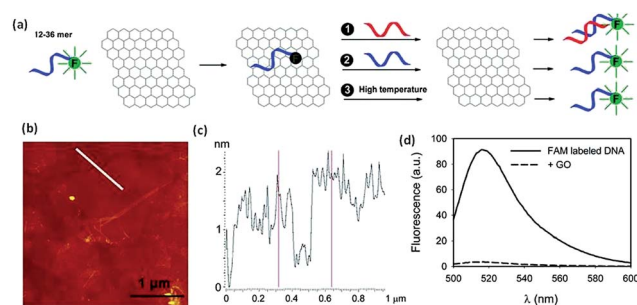 (a)
12-36 mer
F
F
1
2
3 High temperature
F
F
F
(b)
1 μm
(c)
nm
2
1
0
0 0.2 0.4 0.6 0.8 1 μm
(d)
Fluorescence (a.u.)
100
80
60
40
20
0
FAM labeled DNA
+ GO
500 520 540 560 580 600
λ (nm)